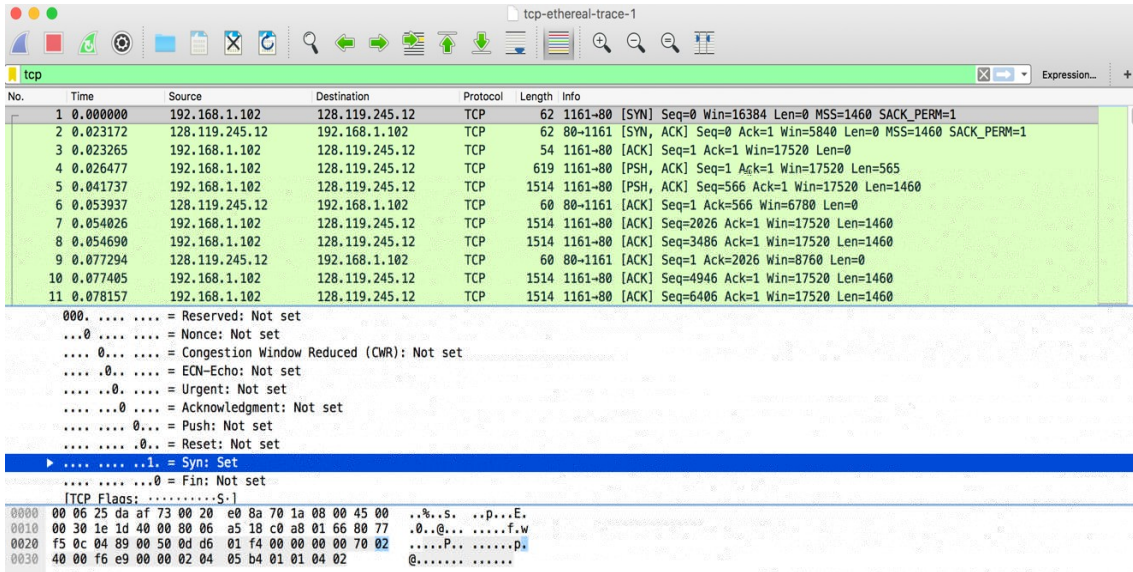 tcp-ethereal-trace-1
tcp
Expression...
+
No. Time Source Destination Protocol Length Info
1 0.000000 192.168.1.102 128.119.245.12 TCP 62 1161→80 [SYN] Seq=0 Win=16384 Len=0 MSS=1460 SACK_PERM=1
2 0.023172 128.119.245.12 192.168.1.102 TCP 62 80→1161 [SYN, ACK] Seq=0 Ack=1 Win=5840 Len=0 MSS=1460 SACK_PERM=1
3 0.023265 192.168.1.102 128.119.245.12 TCP 54 1161→80 [ACK] Seq=1 Ack=1 Win=17520 Len=0
4 0.026477 192.168.1.102 128.119.245.12 TCP 619 1161→80 [PSH, ACK] Seq=1 Ack=1 Win=17520 Len=565
5 0.041737 192.168.1.102 128.119.245.12 TCP 1514 1161→80 [PSH, ACK] Seq=566 Ack=1 Win=17520 Len=1460
6 0.053937 128.119.245.12 192.168.1.102 TCP 60 80→1161 [ACK] Seq=1 Ack=566 Win=6780 Len=0
7 0.054026 192.168.1.102 128.119.245.12 TCP 1514 1161→80 [ACK] Seq=2026 Ack=1 Win=17520 Len=1460
8 0.054690 192.168.1.102 128.119.245.12 TCP 1514 1161→80 [ACK] Seq=3486 Ack=1 Win=17520 Len=1460
9 0.077294 128.119.245.12 192.168.1.102 TCP 60 80→1161 [ACK] Seq=1 Ack=2026 Win=8760 Len=0
10 0.077405 192.168.1.102 128.119.245.12 TCP 1514 1161→80 [ACK] Seq=4946 Ack=1 Win=17520 Len=1460
11 0.078157 192.168.1.102 128.119.245.12 TCP 1514 1161→80 [ACK] Seq=6406 Ack=1 Win=17520 Len=1460
000. .... .... = Reserved: Not set
...0 .... .... = Nonce: Not set
.... 0... .... = Congestion Window Reduced (CWR): Not set
.... .0.. .... = ECN-Echo: Not set
.... ..0. .... = Urgent: Not set
.... ...0 .... = Acknowledgment: Not set
.... .... 0... = Push: Not set
.... .... .0.. = Reset: Not set
.... .... ..1. = Syn: Set
.... .... ...0 = Fin: Not set
[TCP Flags: ··········S·]
0000 00 06 25 da af 73 00 20 e0 8a 70 1a 08 00 45 00 ..%..s. ..p...E.
0010 00 30 1e 1d 40 00 80 06 a5 18 c0 a8 01 66 80 77 .0..@... .....f.w
0020 f5 0c 04 89 00 50 0d d6 01 f4 00 00 00 00 70 02 .....P.. ......p.
0030 40 00 f6 e9 00 00 02 04 05 b4 01 01 04 02 @....... ......